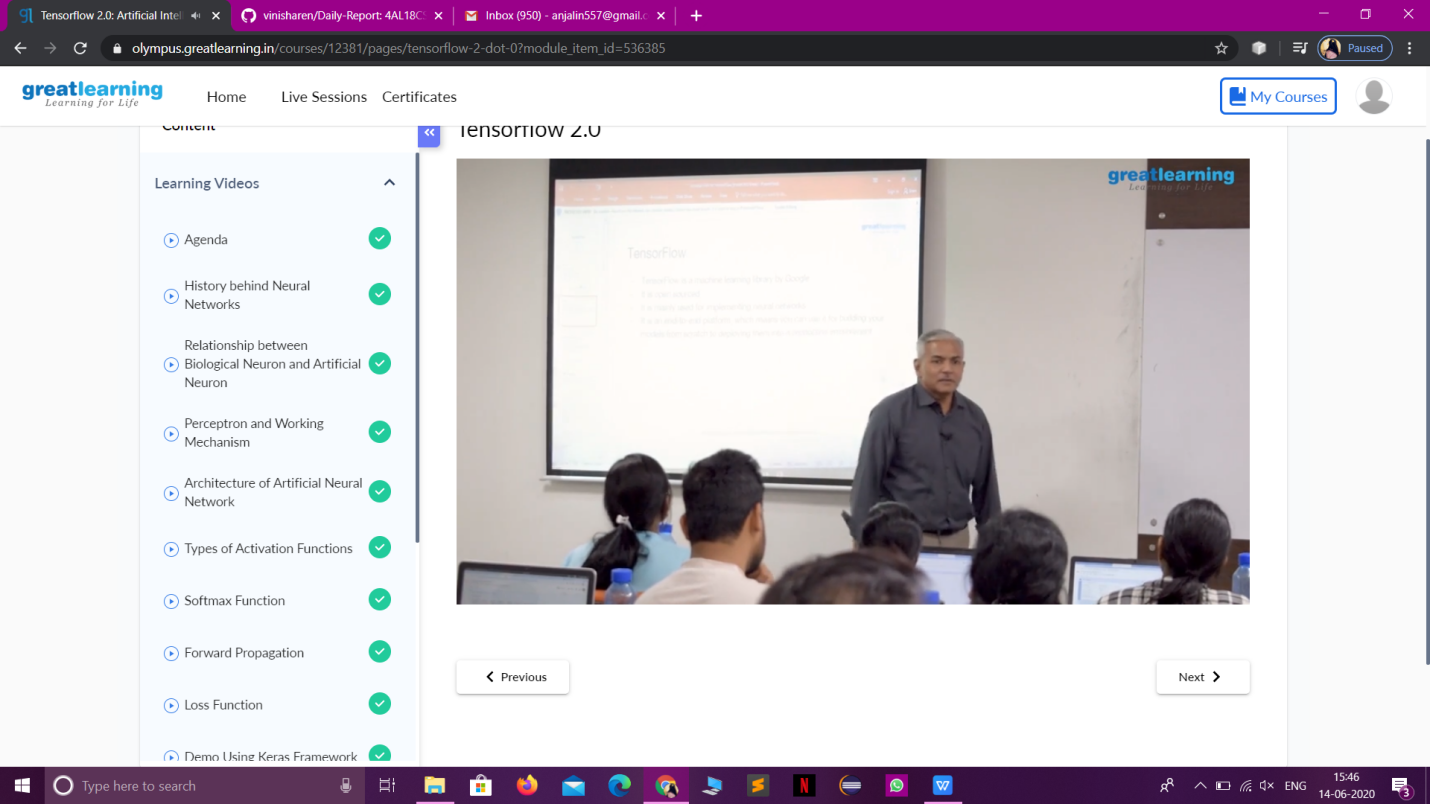 Tensorflow 2.0: Artificial Intell
vinisharen/Daily-Report: 4AL18CS
Inbox (950) - anjalin557@gmail.c
olympus.greatlearning.in/courses/12381/pages/tensorflow-2-dot-0?module_item_id=536385
Paused
greatlearning
Learning for Life
Home
Live Sessions
Certificates
My Courses
Content
Tensorflow 2.0
Learning Videos
Agenda
History behind Neural
Networks
Relationship between
Biological Neuron and Artificial
Neuron
Perceptron and Working
Mechanism
Architecture of Artificial Neural
Network
Types of Activation Functions
Softmax Function
Forward Propagation
Loss Function
Demo Using Keras Framework
greatlearning
Learning for Life
greatlearning
TensorFlow
Previous
Next
Type here to search
ENG
15:46
14-06-2020
3